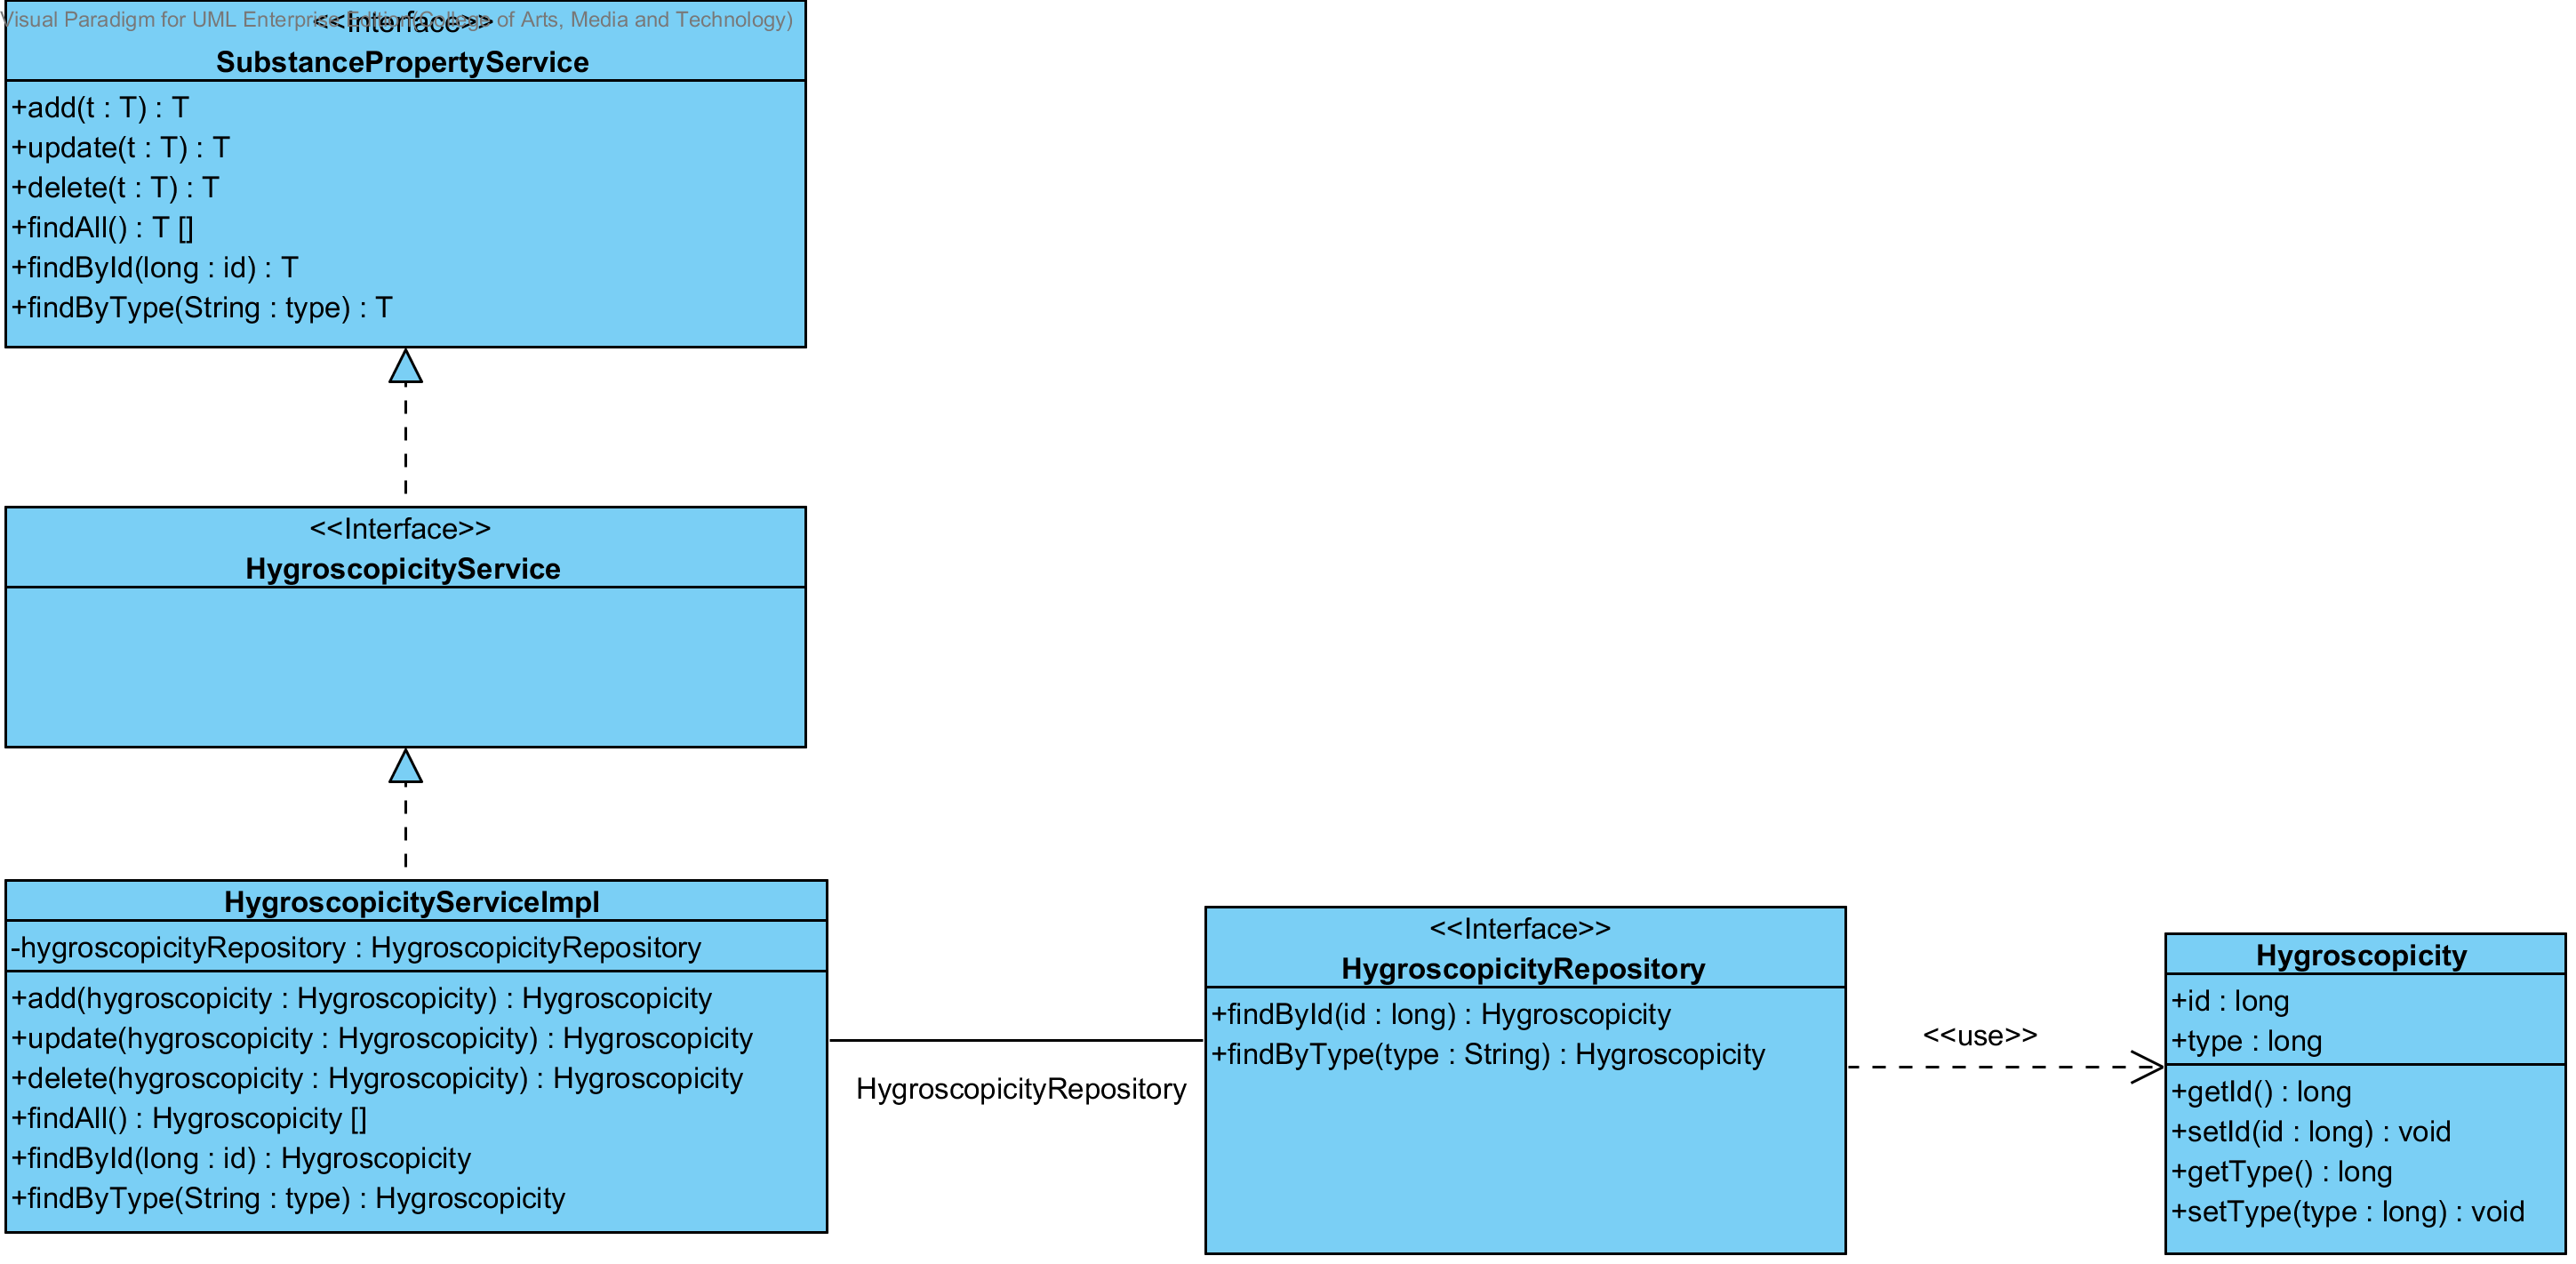 Visual Paradigm for UML Enterprise Edition(College of Arts, Media and Technology)
<<Interface>>
SubstancePropertyService
+add(t : T) : T
+update(t : T) : T
+delete(t : T) : T
+findAll() : T []
+findById(long : id) : T
+findByType(String : type) : T
<<Interface>>
HygroscopicityService
HygroscopicityServiceImpl
-hygroscopicityRepository : HygroscopicityRepository
+add(hygroscopicity : Hygroscopicity) : Hygroscopicity
+update(hygroscopicity : Hygroscopicity) : Hygroscopicity
+delete(hygroscopicity : Hygroscopicity) : Hygroscopicity
+findAll() : Hygroscopicity []
+findById(long : id) : Hygroscopicity
+findByType(String : type) : Hygroscopicity
HygroscopicityRepository
<<Interface>>
HygroscopicityRepository
+findById(id : long) : Hygroscopicity
+findByType(type : String) : Hygroscopicity
<<use>>
Hygroscopicity
+id : long
+type : long
+getId() : long
+setId(id : long) : void
+getType() : long
+setType(type : long) : void